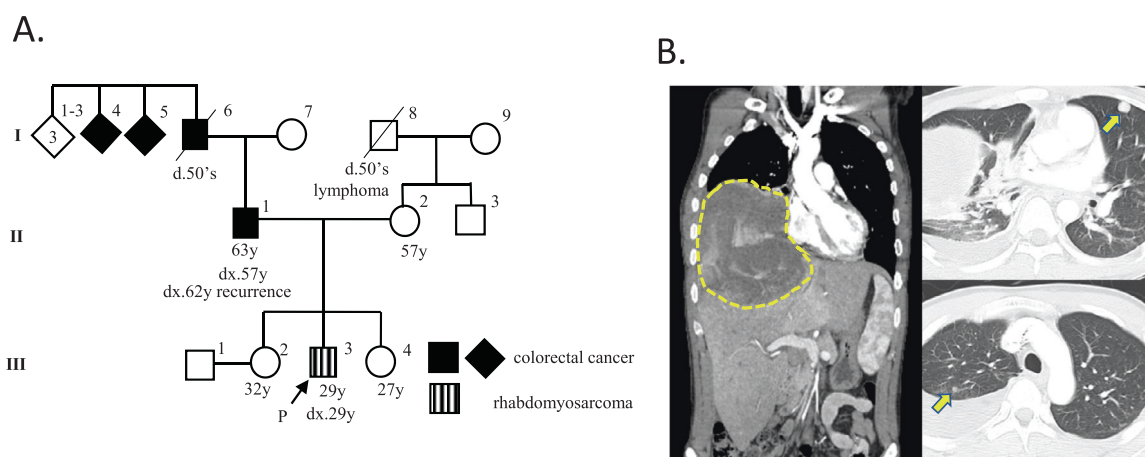 A.
B.
1-3 4 5 6 7 8 9
I
3
d.50's
d.50's
lymphoma
1 2 3
II
63y 57y
dx.57y
dx.62y recurrence
1 2 3 4
III
colorectal cancer
32y 29y 27y
P dx.29y
rhabdomyosarcoma